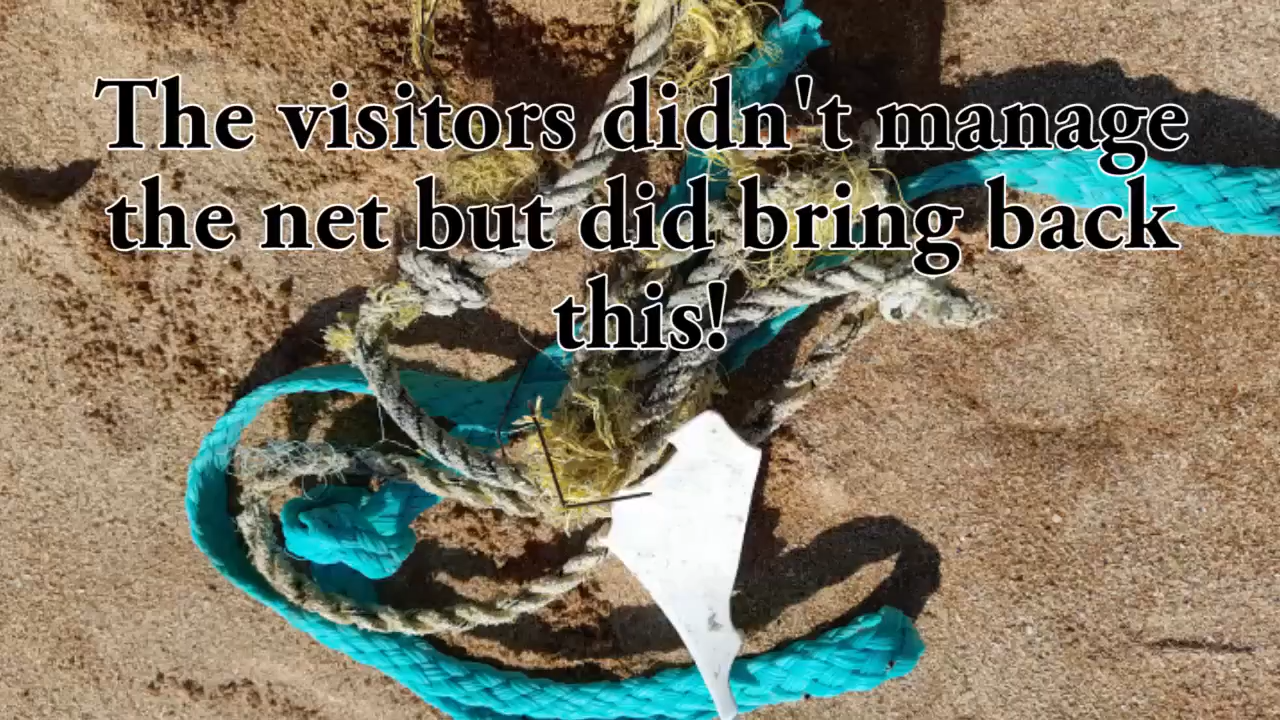 The visitors didn't manage
the net but did bring back
this!